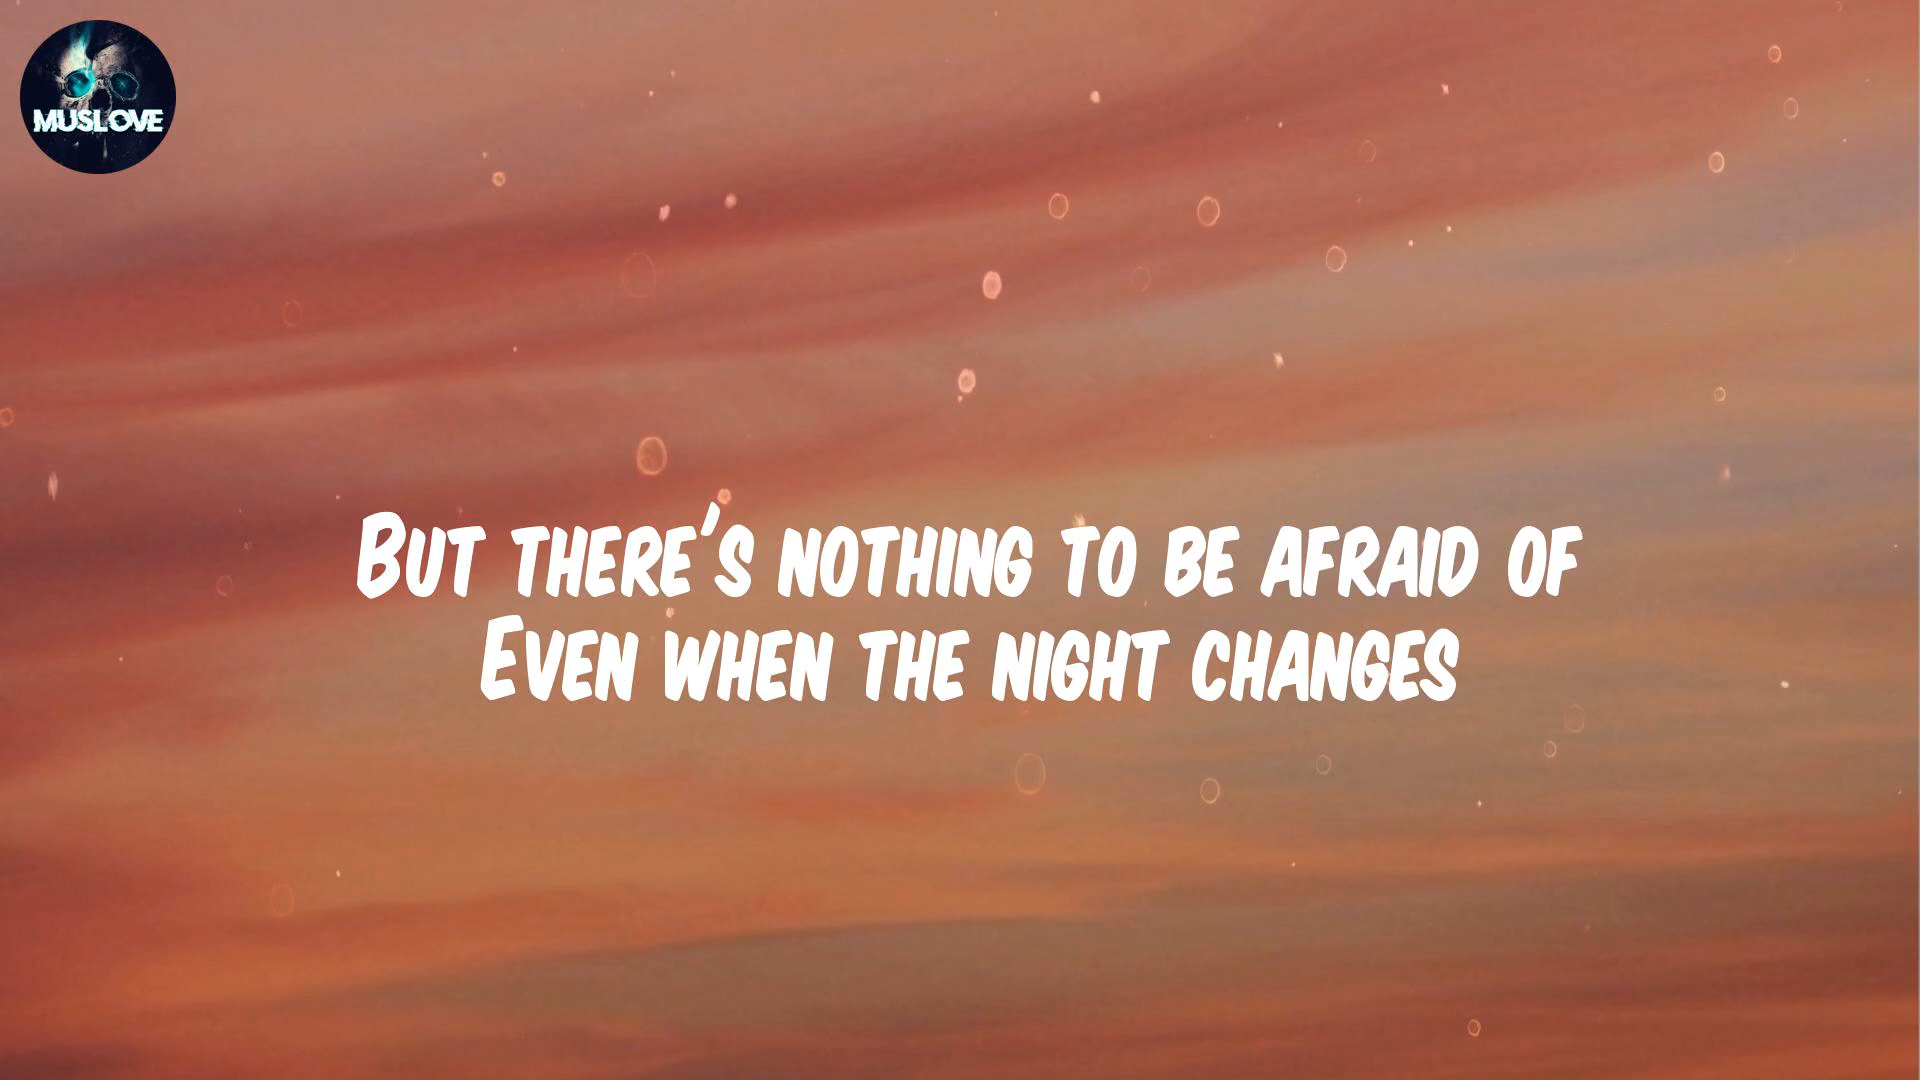 MUSLOVE
But there's nothing to be afraid of
Even when the night changes